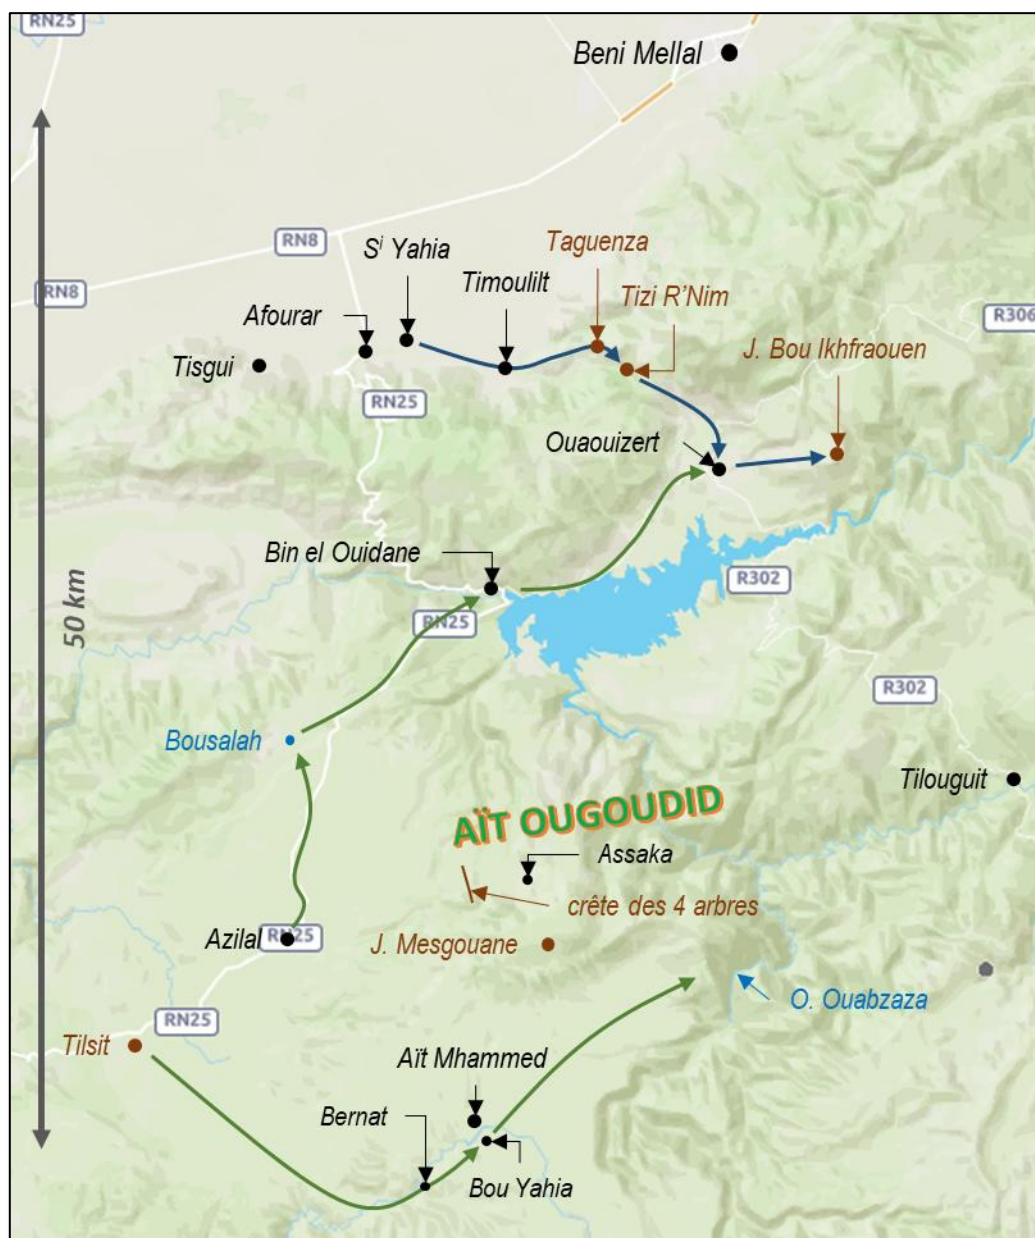 RN25
Beni Mellal
RN8
Sⁱ Yahia
Taguenza
RN8
Timoulilt
Tizi R'Nim
Afourar
R306
J. Bou Ikhfraouen
Tisgui
RN25
Ouaouizert
Bin el Ouidane
R302
50 km
RN25
R302
Bousalah
Tilouguit
AÏT OUGOUDID
Assaka
crête des 4 arbres
Azilal
RN25
J. Mesgouane
O. Ouabzaza
RN25
Tilsit
Aït Mhammed
Bernat
Bou Yahia